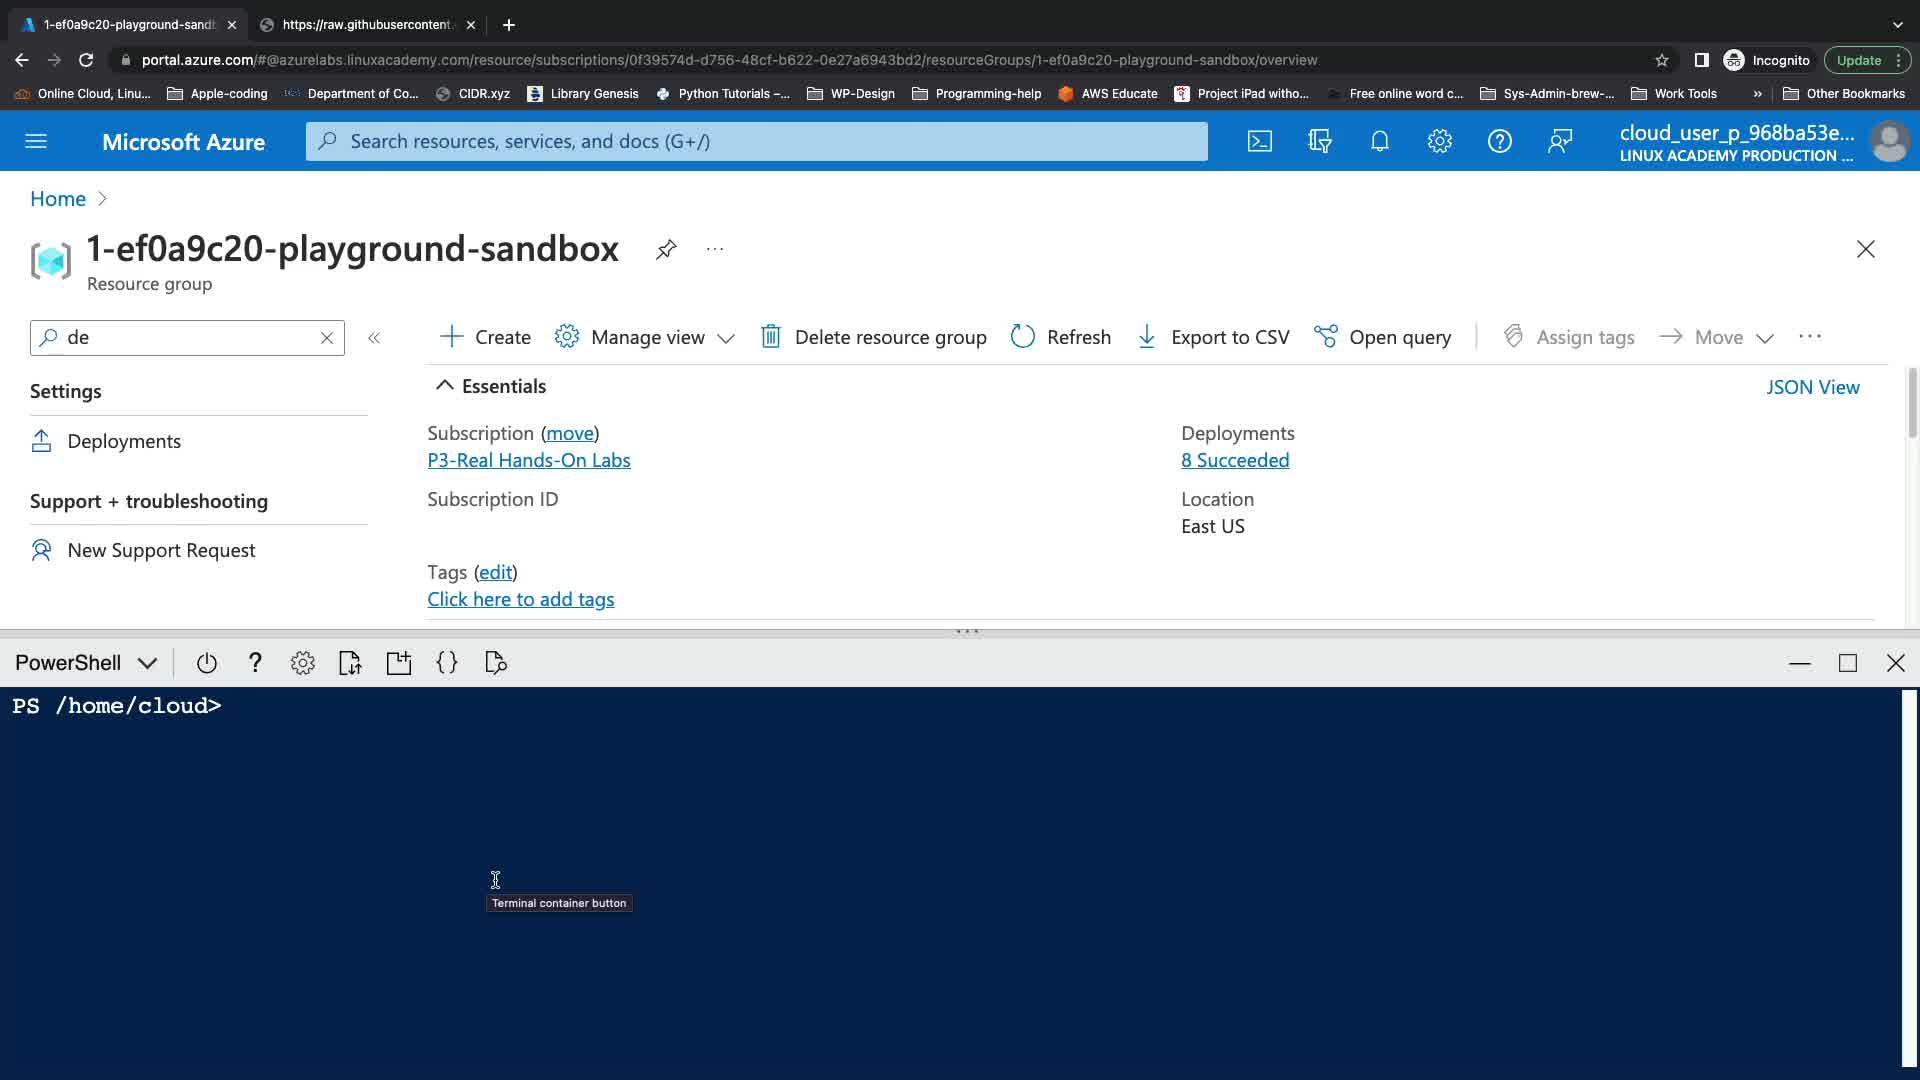 1-ef0a9c20-playground-sandb
https://raw.githubusercontent.
portal.azure.com/#@azurelabs.linuxacademy.com/resource/subscriptions/0f39574d-d756-48cf-b622-0e27a6943bd2/resourceGroups/1-ef0a9c20-playground-sandbox/overview
Incognito
Update
Online Cloud, Linu...
Apple-coding
Department of Co...
CIDR.xyz
Library Genesis
Python Tutorials –...
WP-Design
Programming-help
AWS Educate
Project iPad witho...
Free online word c...
Sys-Admin-brew-...
Work Tools
»
Other Bookmarks
Microsoft Azure
Search resources, services, and docs (G+/)
cloud_user_p_968ba53e...
LINUX ACADEMY PRODUCTION ...
Home
1-ef0a9c20-playground-sandbox
...
Resource group
de
«
Create
Manage view
Delete resource group
Refresh
Export to CSV
Open query
Assign tags
Move
...
Settings
Deployments
Support + troubleshooting
New Support Request
Essentials
JSON View
Subscription (move)
P3-Real Hands-On Labs
Subscription ID
Tags (edit)
Click here to add tags
Deployments
8 Succeeded
Location
East US
PowerShell
PS /home/cloud>
Terminal container button